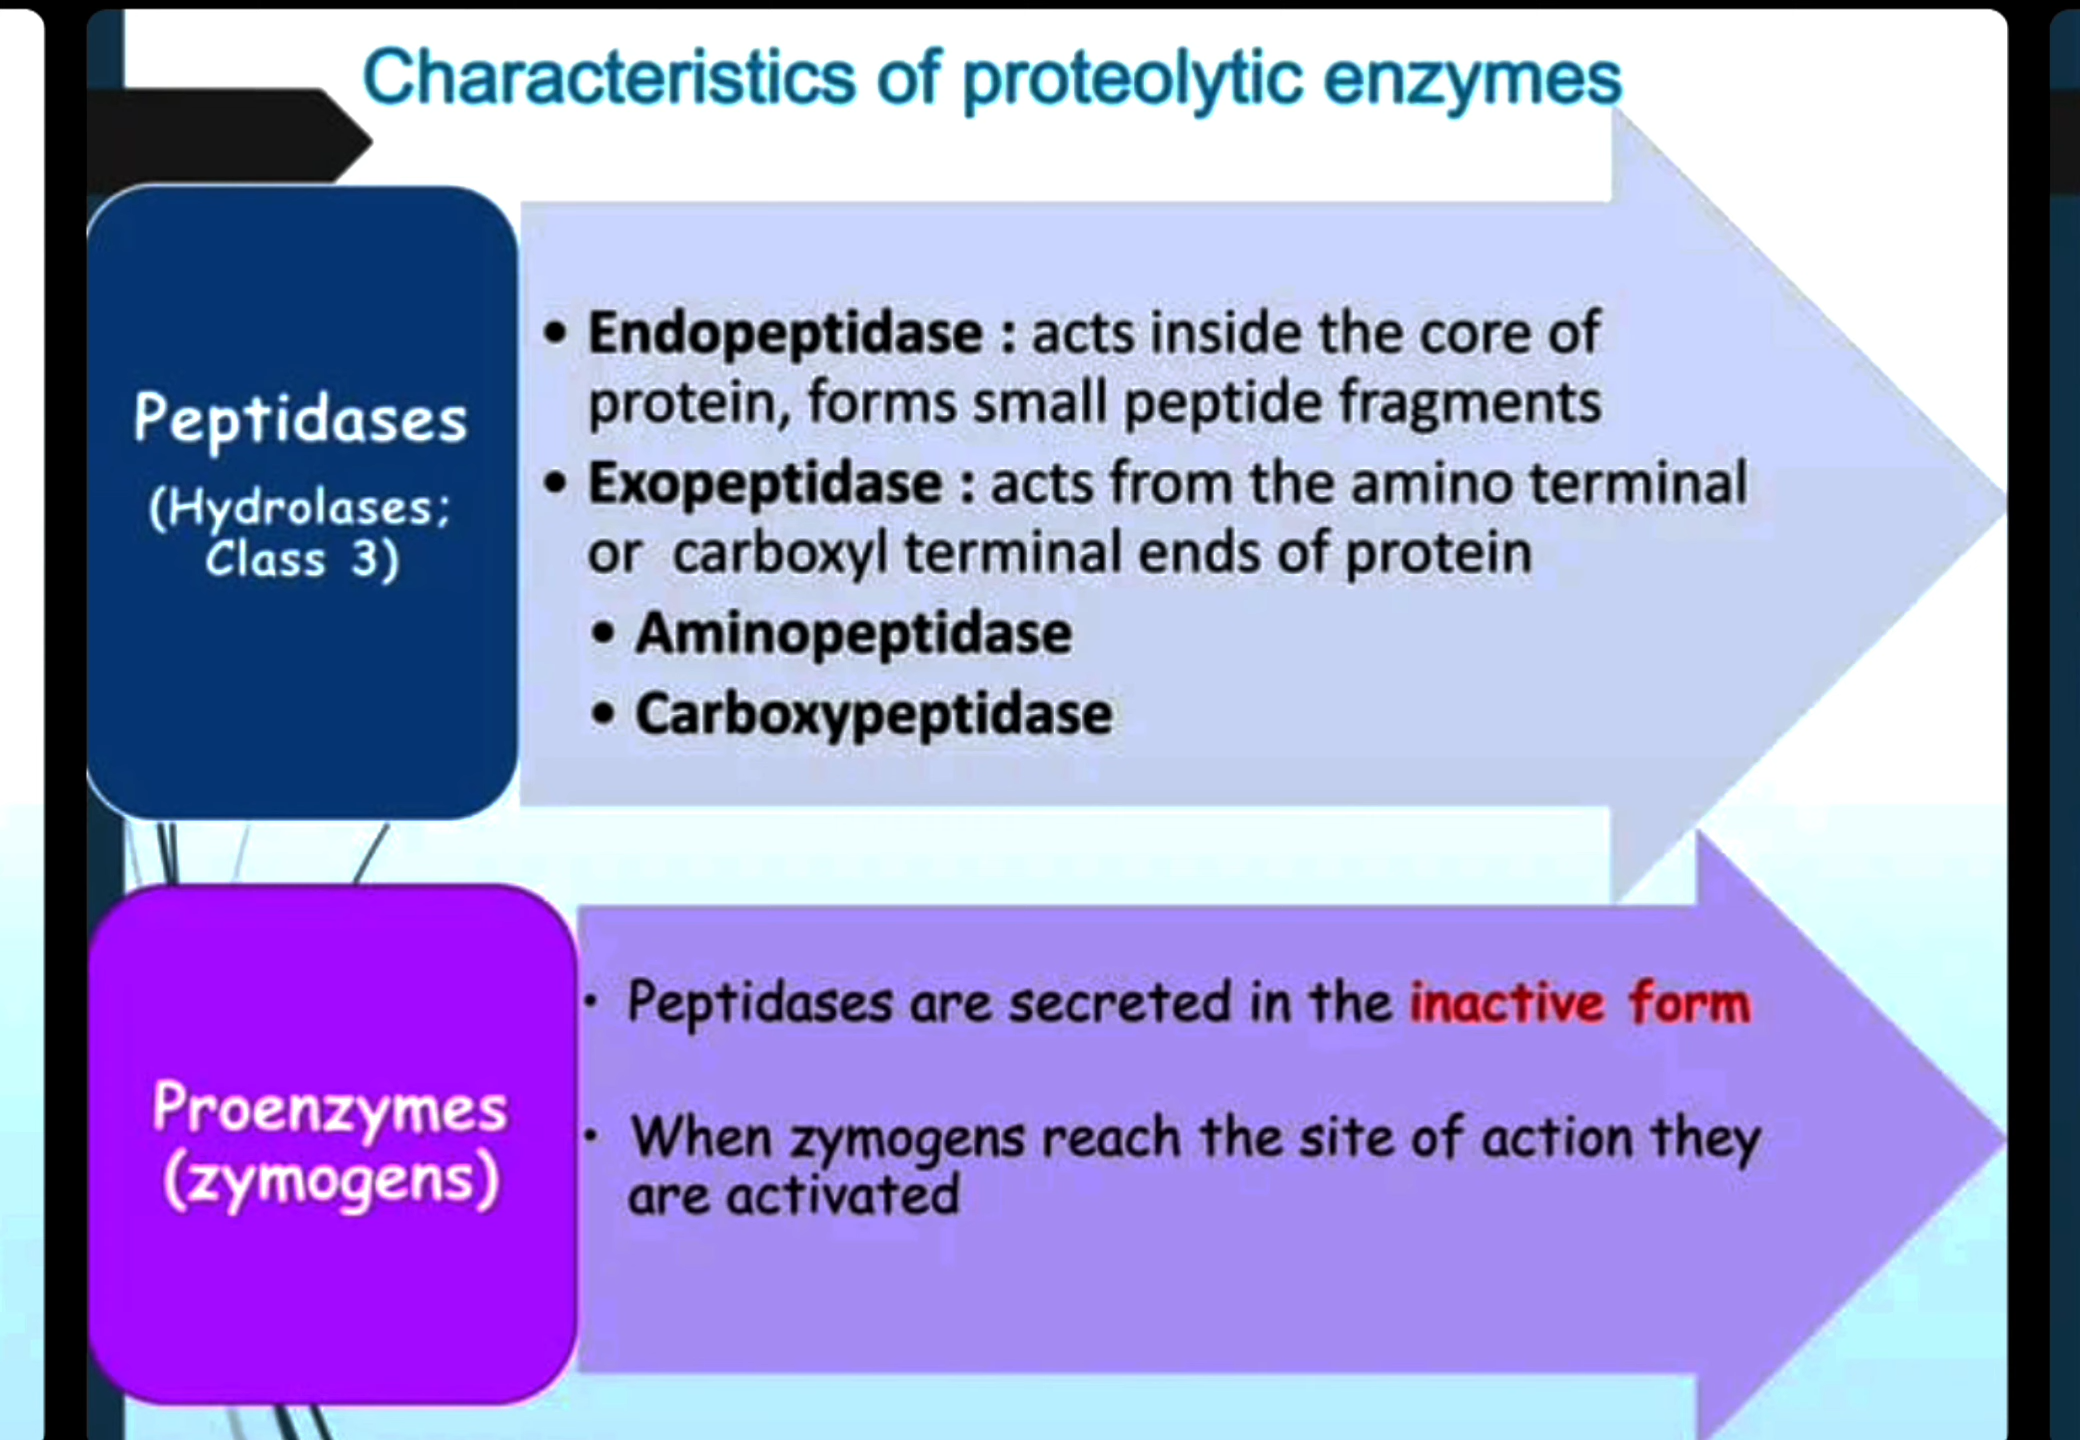 Characteristics of proteolytic enzymes
Peptidases
(Hydrolases;
Class 3)
• Endopeptidase : acts inside the core of
protein, forms small peptide fragments
• Exopeptidase : acts from the amino terminal
or carboxyl terminal ends of protein
• Aminopeptidase
• Carboxypeptidase
Proenzymes
(zymogens)
• Peptidases are secreted in the inactive form
• When zymogens reach the site of action they
are activated